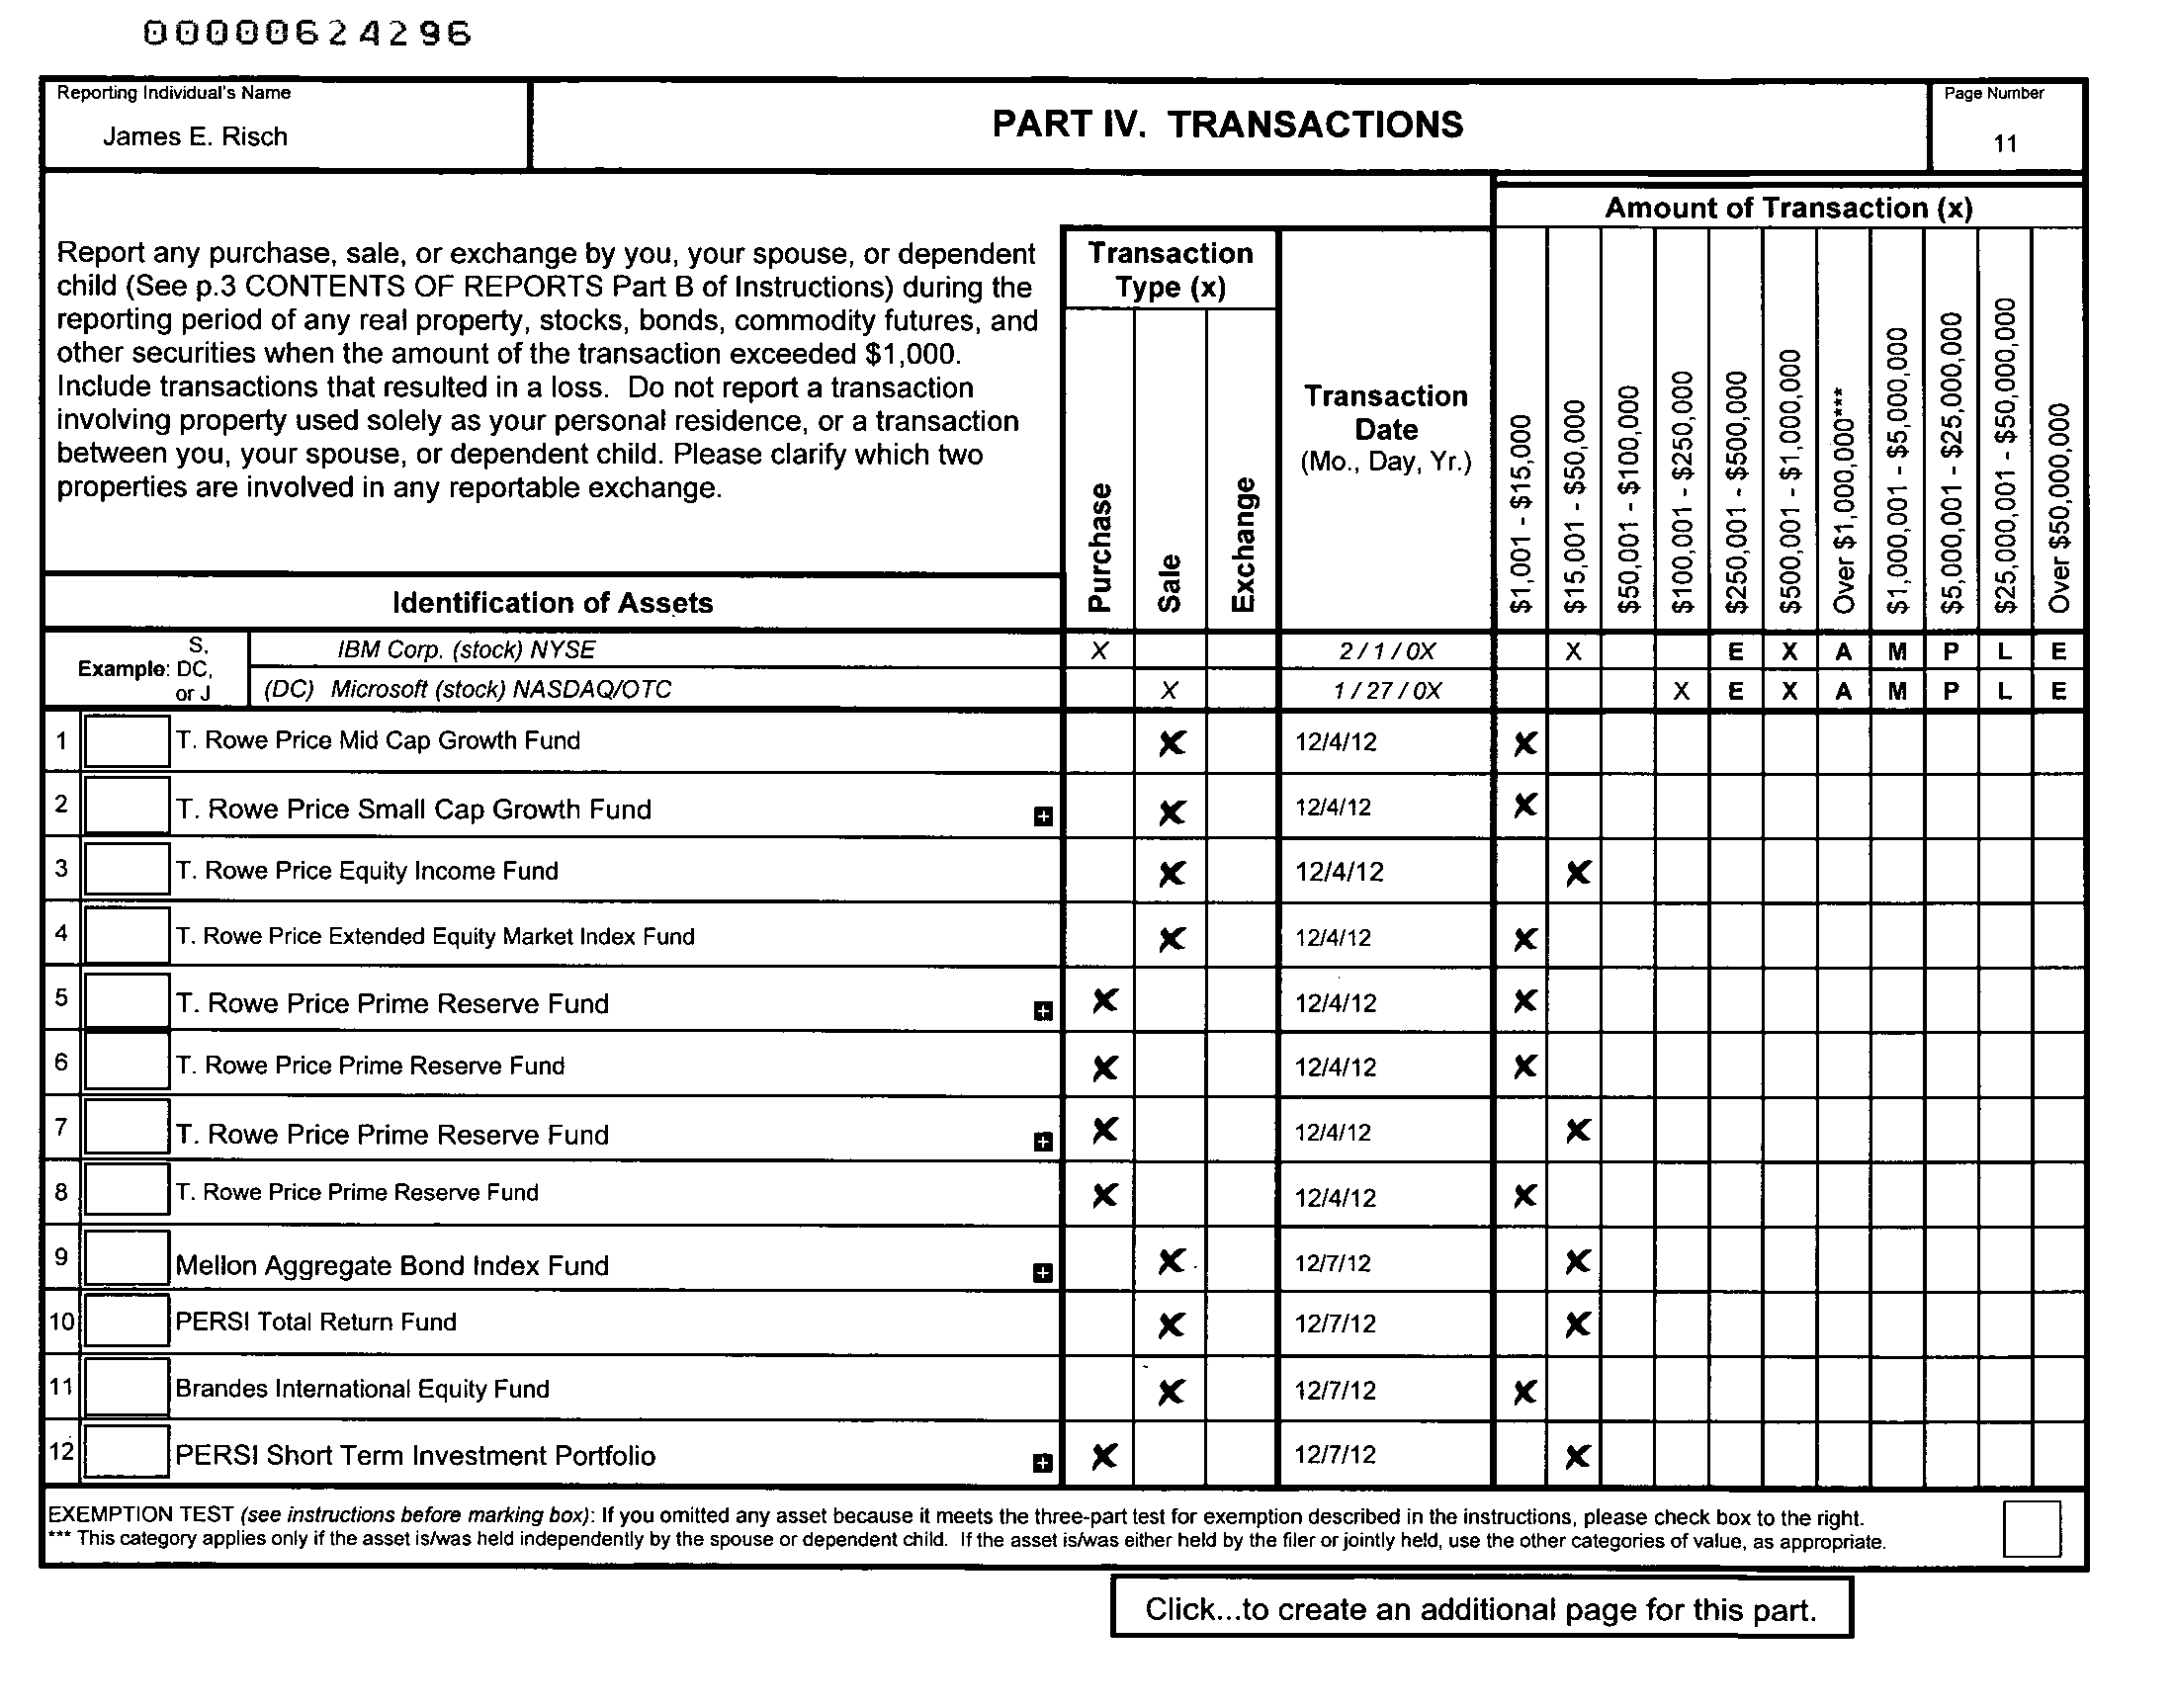 00000624296
Reporting Individual's Name
James E. Risch
PART IV. TRANSACTIONS
Page Number
11
Report any purchase, sale, or exchange by you, your spouse, or dependent
child (See p.3 CONTENTS OF REPORTS Part B of Instructions) during the
reporting period of any real property, stocks, bonds, commodity futures, and
other securities when the amount of the transaction exceeded $1,000.
Include transactions that resulted in a loss. Do not report a transaction
involving property used solely as your personal residence, or a transaction
between you, your spouse, or dependent child. Please clarify which two
properties are involved in any reportable exchange.
Identification of Assets
Transaction
Type (x)
Purchase
Sale
Exchange
Transaction
Date
(Mo., Day, Yr.)
Amount of Transaction (x)
$1,001 - $15,000
$15,001 - $50,000
$50,001 - $100,000
$100,001 - $250,000
$250,001 - $500,000
$500,001 - $1,000,000
Over $1,000,000***
$1,000,001 - $5,000,000
$5,000,001 - $25,000,000
$25,000,001 - $50,000,000
Over $50,000,000
Example: S, DC, or J
IBM Corp. (stock) NYSE X 2 / 1 / 0X X E X A M P L E
(DC) Microsoft (stock) NASDAQ/OTC X 1 / 27 / 0X X E X A M P L E
1 T. Rowe Price Mid Cap Growth Fund X 12/4/12 X
2 T. Rowe Price Small Cap Growth Fund + X 12/4/12 X
3 T. Rowe Price Equity Income Fund X 12/4/12 X
4 T. Rowe Price Extended Equity Market Index Fund X 12/4/12 X
5 T. Rowe Price Prime Reserve Fund + X 12/4/12 X
6 T. Rowe Price Prime Reserve Fund X 12/4/12 X
7 T. Rowe Price Prime Reserve Fund + X 12/4/12 X
8 T. Rowe Price Prime Reserve Fund X 12/4/12 X
9 Mellon Aggregate Bond Index Fund + X 12/7/12 X
10 PERSI Total Return Fund X 12/7/12 X
11 Brandes International Equity Fund X 12/7/12 X
12 PERSI Short Term Investment Portfolio + X 12/7/12 X
EXEMPTION TEST (see instructions before marking box): If you omitted any asset because it meets the three-part test for exemption described in the instructions, please check box to the right.
*** This category applies only if the asset is/was held independently by the spouse or dependent child. If the asset is/was either held by the filer or jointly held, use the other categories of value, as appropriate.
Click...to create an additional page for this part.